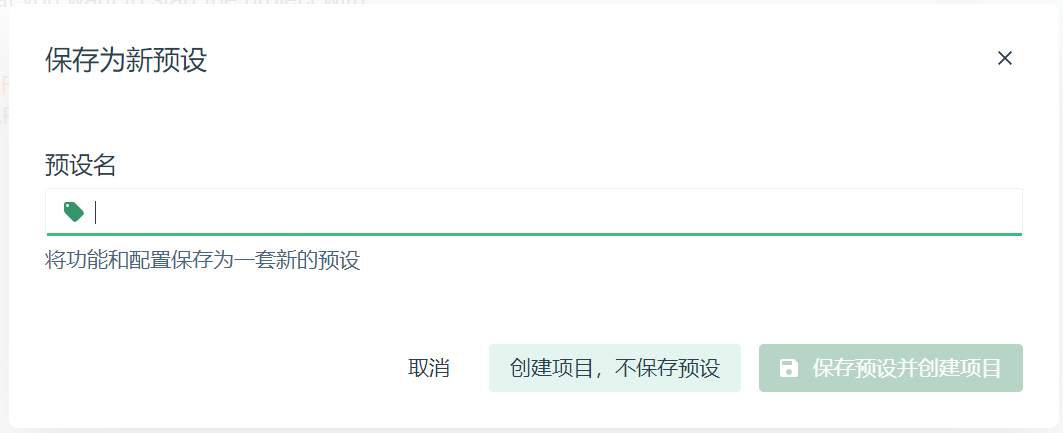 保存为新预设
预设名
将功能和配置保存为一套新的预设
取消
创建项目，不保存预设
保存预设并创建项目